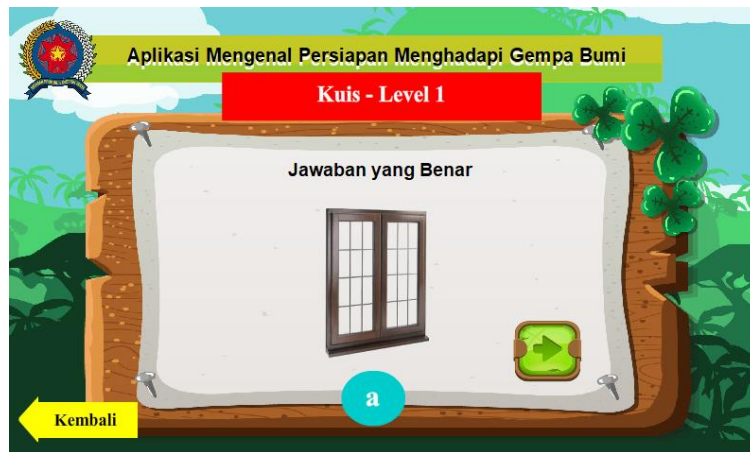 Aplikasi Mengenal Persiapan Menghadapi Gempa Bumi
Kuis - Level 1
Jawaban yang Benar
a
Kembali